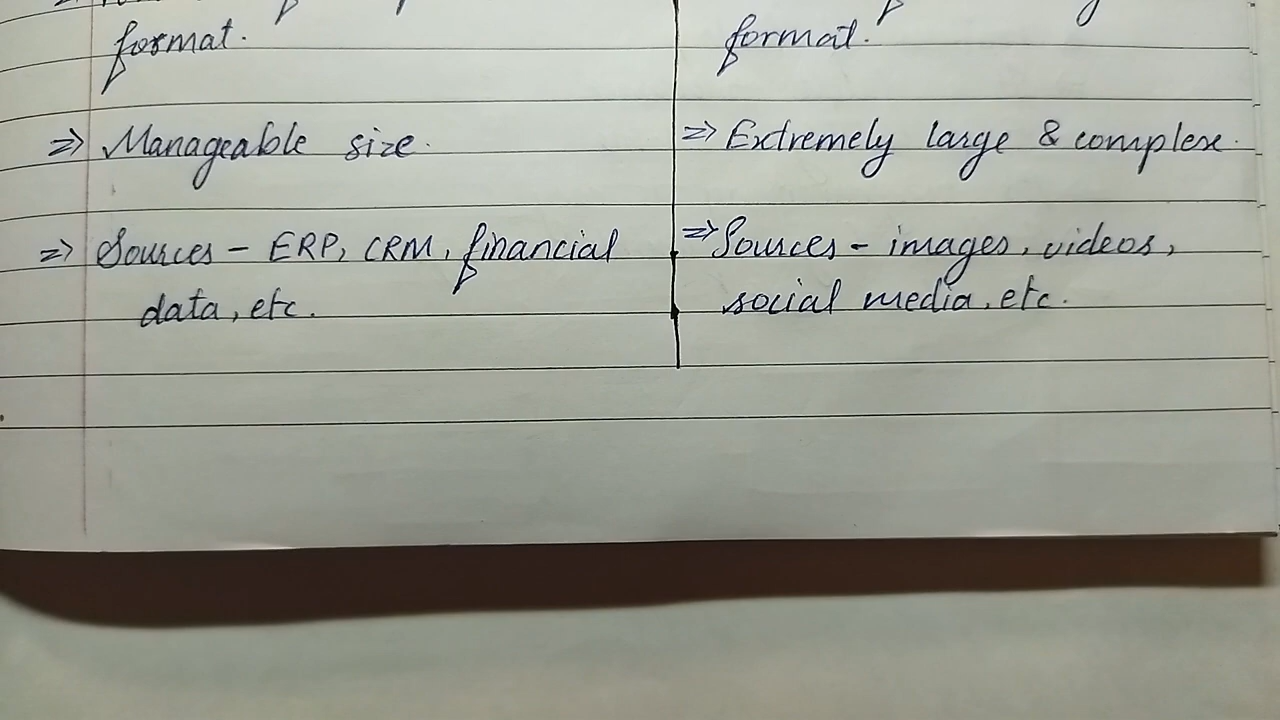 format.
⇒ Manageable size.
⇒ Sources - ERP, CRM, financial
data, etc.
format.
⇒ Extremely large & complex.
⇒ Sources - images, videos,
social media, etc.